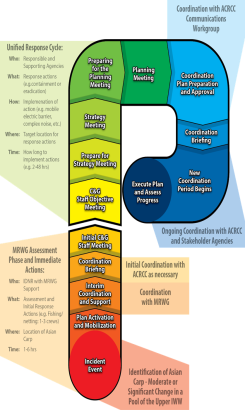 Coordination with ACRCC
Communications
Workgroup
Unified Response Cycle:
Who: Responsible and
Supporting Agencies
What: Response actions
(e.g. containment or
eradication)
How: Implementation of
action (e.g. mobile
electric barrier,
complex noise, etc.)
Where: Target location for
response actions
Time: How long to
implement actions
(e.g. 2-48 hrs)
Preparing
for the
Planning
Meeting
Planning
Meeting
Coordination
Plan Preparation
and Approval
Strategy
Meeting
Coordination
Briefing
Prepare for
Strategy Meeting
C&G
Staff Objective
Meeting
Execute Plan
and Assess
Progress
New
Coordination
Period Begins
Ongoing Coordination with ACRCC
and Stakeholder Agencies
Initial C&G
Staff Meeting
MRWG Assessment
Phase and Immediate
Actions:
Who: IDNR with MRWG
Support
What: Assessment and
Initial Response
Actions (e.g. Fishing/
netting: 1-3 crews)
Where: Location of Asian
Carp
Time: 1-6 hrs
Coordination
Briefing
Initial Coordination with
ACRCC as necessary
Interim
Coordination
and Support
Coordination
with MRWG
Plan Activation
and Mobilization
Incident
Event
Identification of Asian
Carp - Moderate or
Significant Change in a
Pool of the Upper IWW